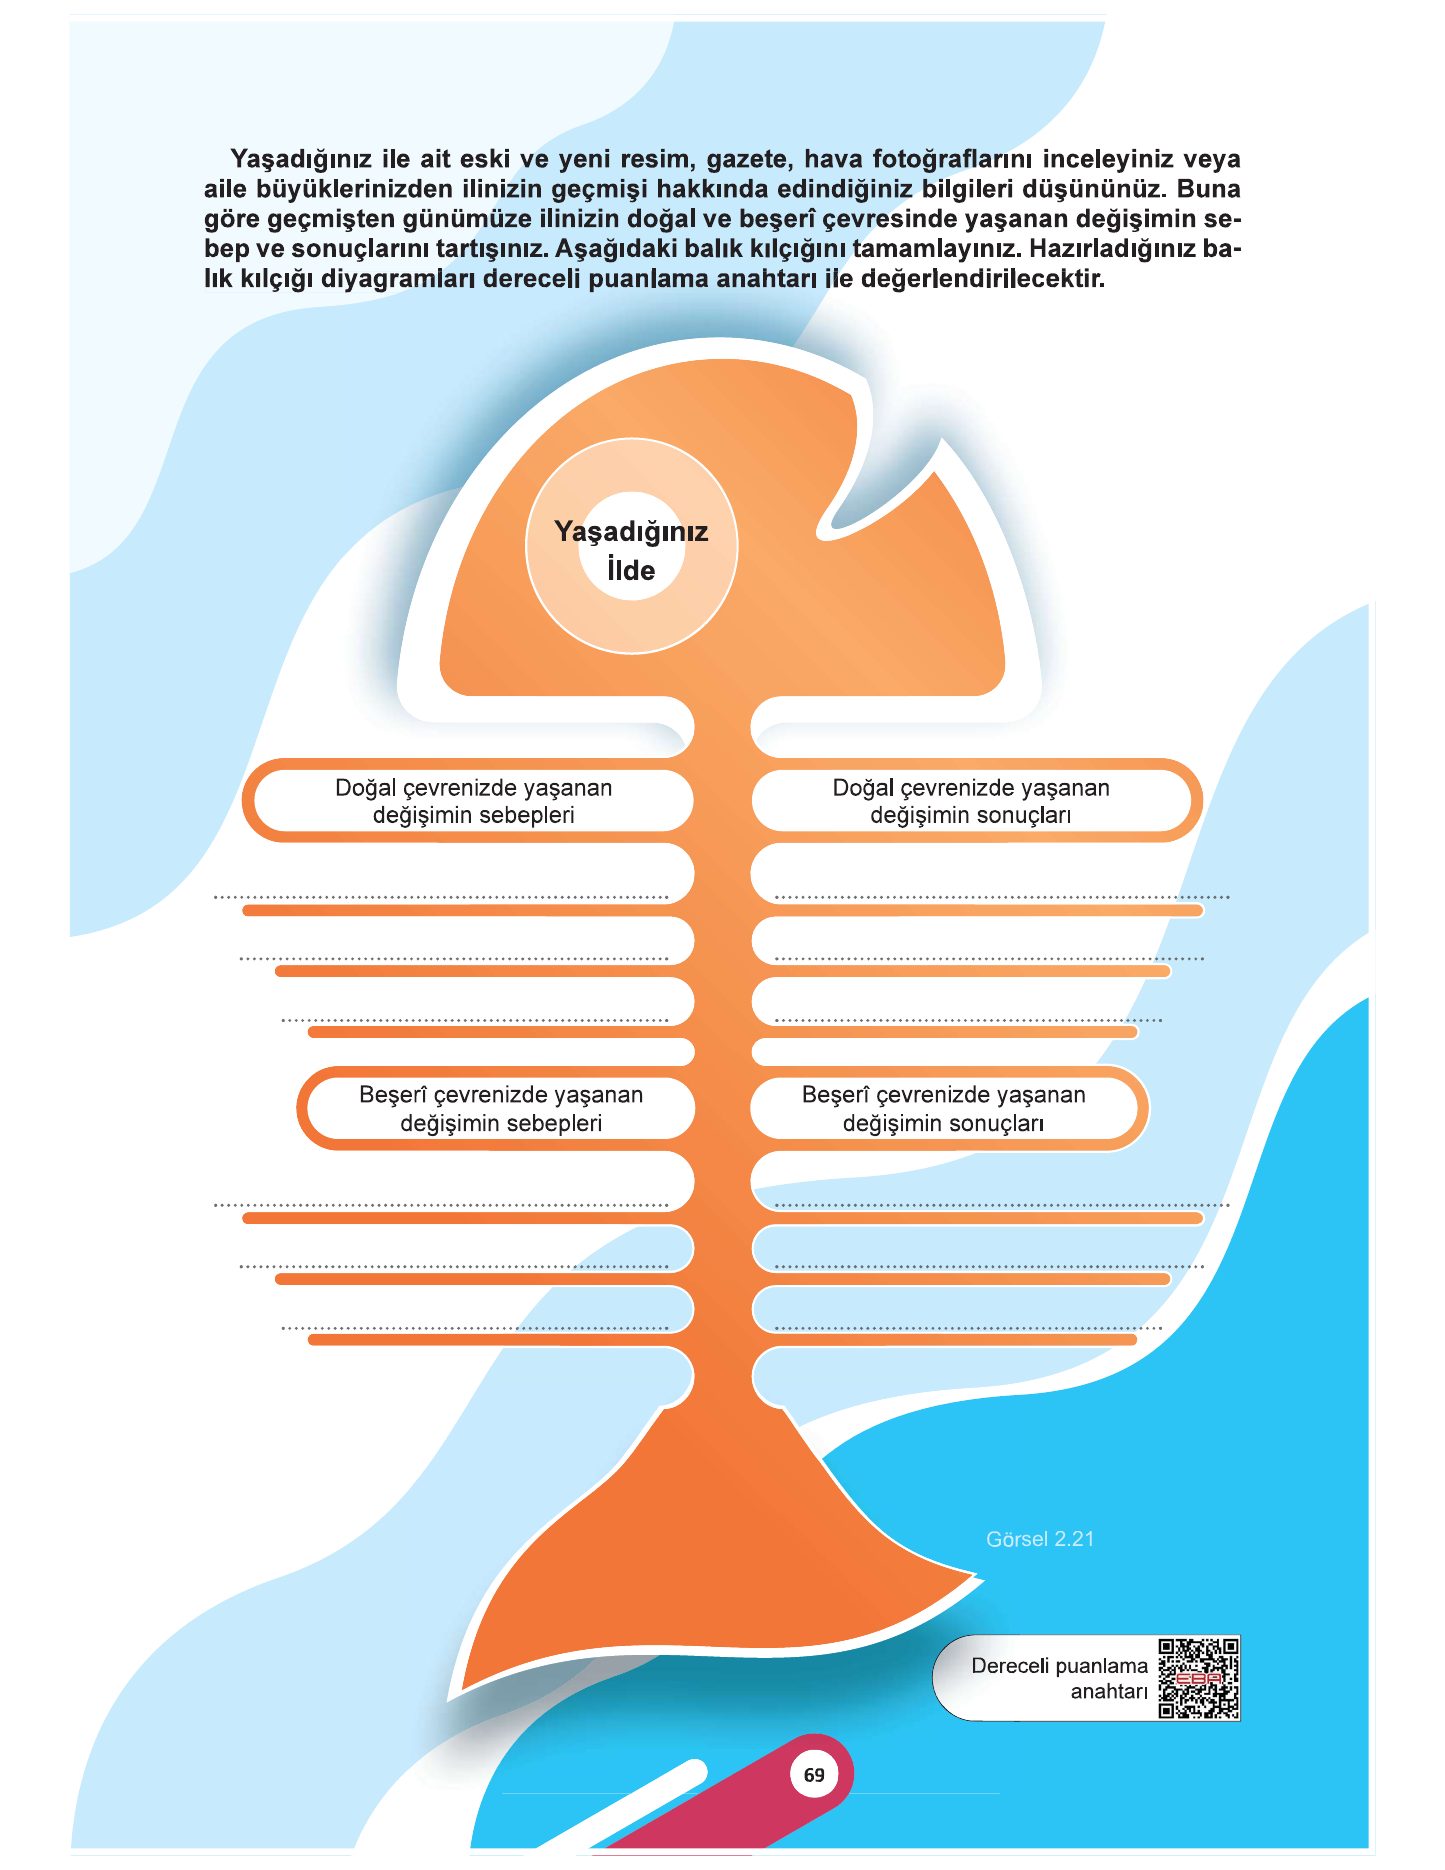 Yaşadığınız ile ait eski ve yeni resim, gazete, hava fotoğraflarını inceleyiniz veya
aile büyüklerinizden ilinizin geçmişi hakkında edindiğiniz bilgileri düşününüz. Buna
göre geçmişten günümüze ilinizin doğal ve beşerî çevresinde yaşanan değişimin se-
bep ve sonuçlarını tartışınız. Aşağıdaki balık kılçığını tamamlayınız. Hazırladığınız ba-
lık kılçığı diyagramları dereceli puanlama anahtarı ile değerlendirilecektir.
Yaşadığınız
İlde
Doğal çevrenizde yaşanan
değişimin sebepleri
Doğal çevrenizde yaşanan
değişimin sonuçları
Beşerî çevrenizde yaşanan
değişimin sebepleri
Beşerî çevrenizde yaşanan
değişimin sonuçları
Görsel 2.21
Dereceli puanlama
anahtarı
EBA
69